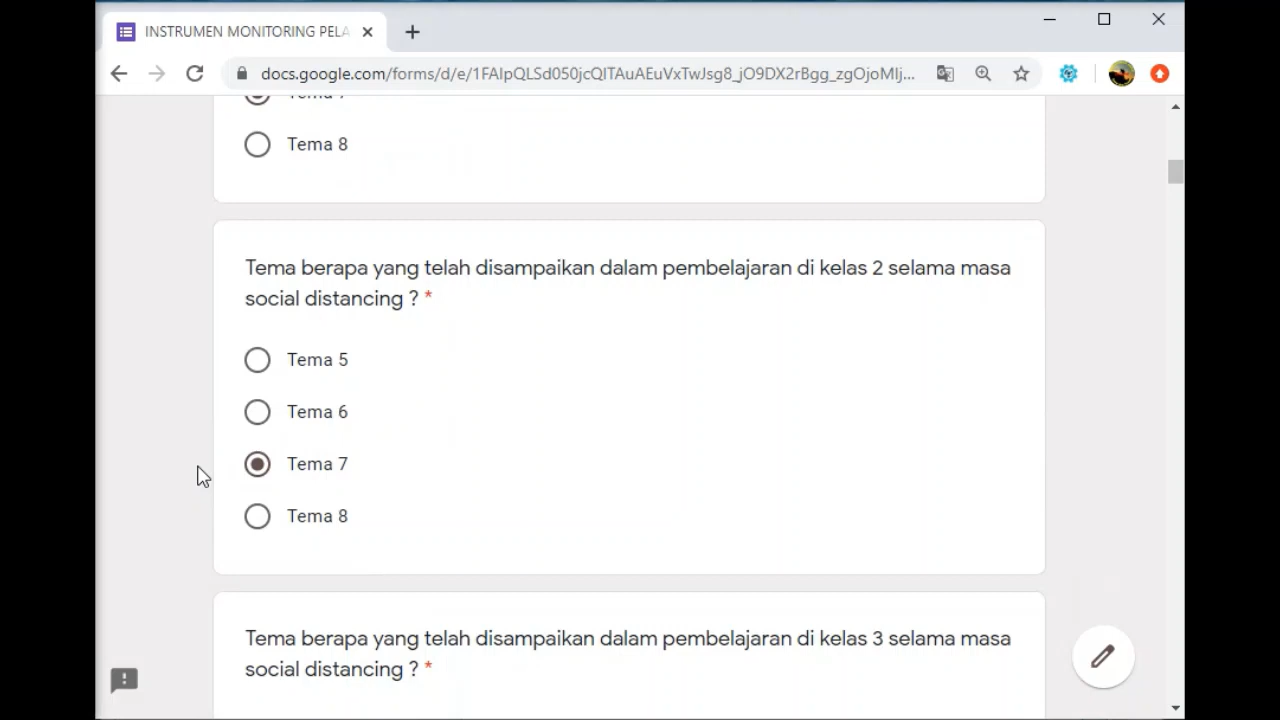 INSTRUMEN MONITORING PELA
docs.google.com/forms/d/e/1FAIpQLSd050jcQITAuAEuVxTwJsg8_jO9DX2rBgg_zgOjoMIj...
Tema 7
Tema 8
Tema berapa yang telah disampaikan dalam pembelajaran di kelas 2 selama masa
social distancing ? *
Tema 5
Tema 6
Tema 7
Tema 8
Tema berapa yang telah disampaikan dalam pembelajaran di kelas 3 selama masa
social distancing ? *